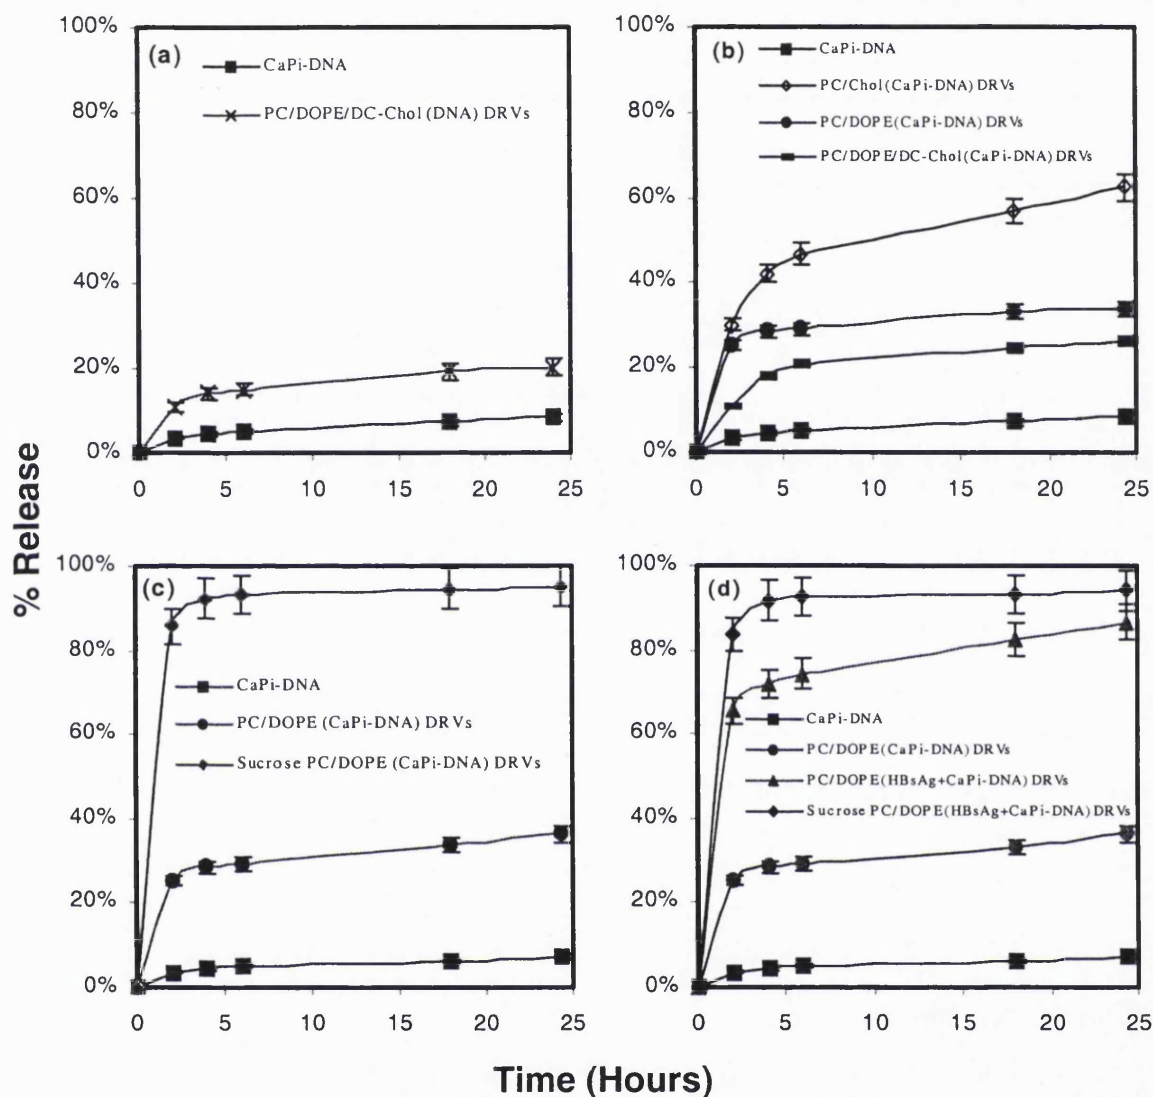 % Release
100%
80%
60%
40%
20%
0%
(a)
CaPi-DNA
PC/DOPE/DC-Chol (DNA) DRVs
0 5 10 15 20 25
100%
80%
60%
40%
20%
0%
(b)
CaPi-DNA
PC/Chol(CaPi-DNA) DRVs
PC/DOPE(CaPi-DNA) DRVs
PC/DOPE/DC-Chol(CaPi-DNA) DRVs
0 5 10 15 20 25
100%
80%
60%
40%
20%
0%
(c)
CaPi-DNA
PC/DOPE (CaPi-DNA) DRVs
Sucrose PC/DOPE (CaPi-DNA) DRVs
0 5 10 15 20 25
100%
80%
60%
40%
20%
0%
(d)
CaPi-DNA
PC/DOPE(CaPi-DNA) DRVs
PC/DOPE(HBsAg+CaPi-DNA) DRVs
Sucrose PC/DOPE(HBsAg+CaPi-DNA) DRVs
0 5 10 15 20 25
Time (Hours)